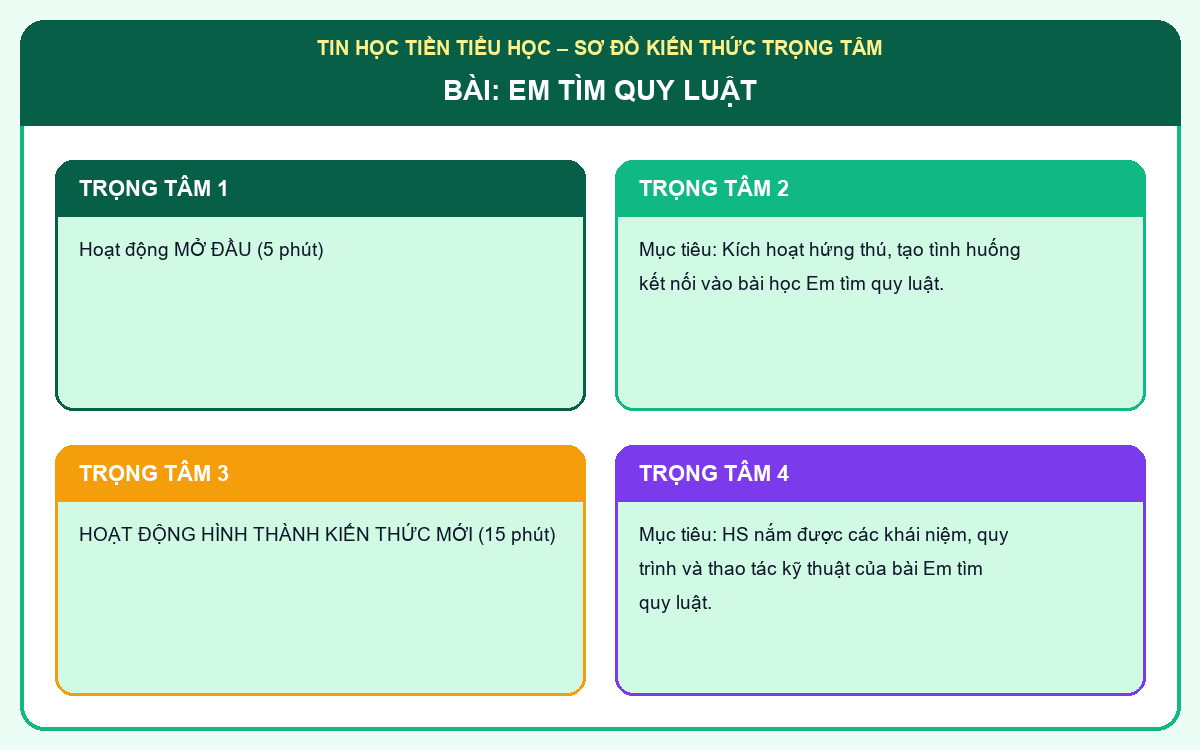 TIN HỌC TIỀN TIỂU HỌC – SƠ ĐỒ KIẾN THỨC TRỌNG TÂM
BÀI: EM TÌM QUY LUẬT
TRỌNG TÂM 1
Hoạt động MỞ ĐẦU (5 phút)
TRỌNG TÂM 2
Mục tiêu: Kích hoạt hứng thú, tạo tình huống
kết nối vào bài học Em tìm quy luật.
TRỌNG TÂM 3
HOẠT ĐỘNG HÌNH THÀNH KIẾN THỨC MỚI (15 phút)
TRỌNG TÂM 4
Mục tiêu: HS nắm được các khái niệm, quy
trình và thao tác kỹ thuật của bài Em tìm
quy luật.